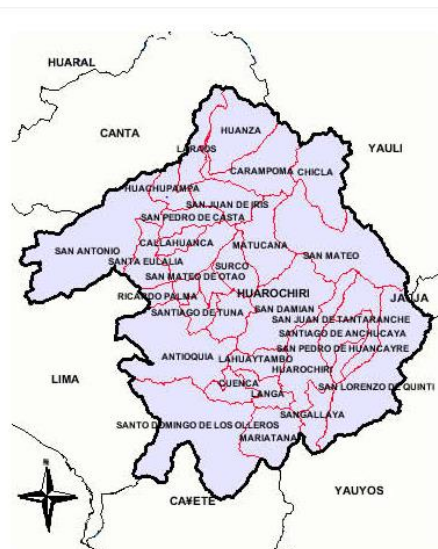 HUARAL
CANTA
HUANZA
LARAOS
YAULI
CARAMPOMA
CHICLA
HUACHUPAMPA
SAN JUAN DE IRIS
SAN PEDRO DE CASTA
CALLAHUANCA
MATUCANA
SAN ANTONIO
SANTA EULALIA
SAN MATEO
SURCO
SAN MATEO DE OTAO
RICARDO PALMA
HUAROCHIRI
JAUJA
SANTIAGO DE TUNA
SAN DAMIAN
SAN JUAN DE TANTARANCHE
SANTIAGO DE ANCHUCAYA
SAN PEDRO DE HUANCAYRE
ANTIOQUIA
LAHUAYTAMBO
HUAROCHIRI
LIMA
CUENCA
SAN LORENZO DE QUINTI
LANGA
SANGALLAYA
SANTO DOMINGO DE LOS OLLEROS
MARIATANA
N
YAUYOS
CA¥ETE